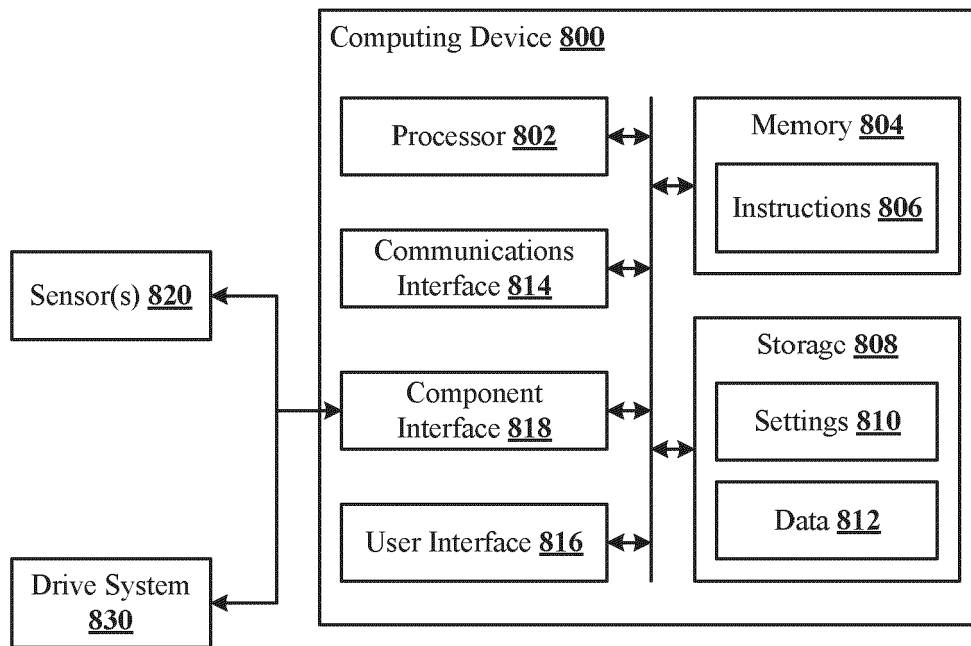 Computing Device 800
Processor 802
Memory 804
Instructions 806
Communications
Interface 814
Sensor(s) 820
Storage 808
Component
Interface 818
Settings 810
Data 812
User Interface 816
Drive System
830